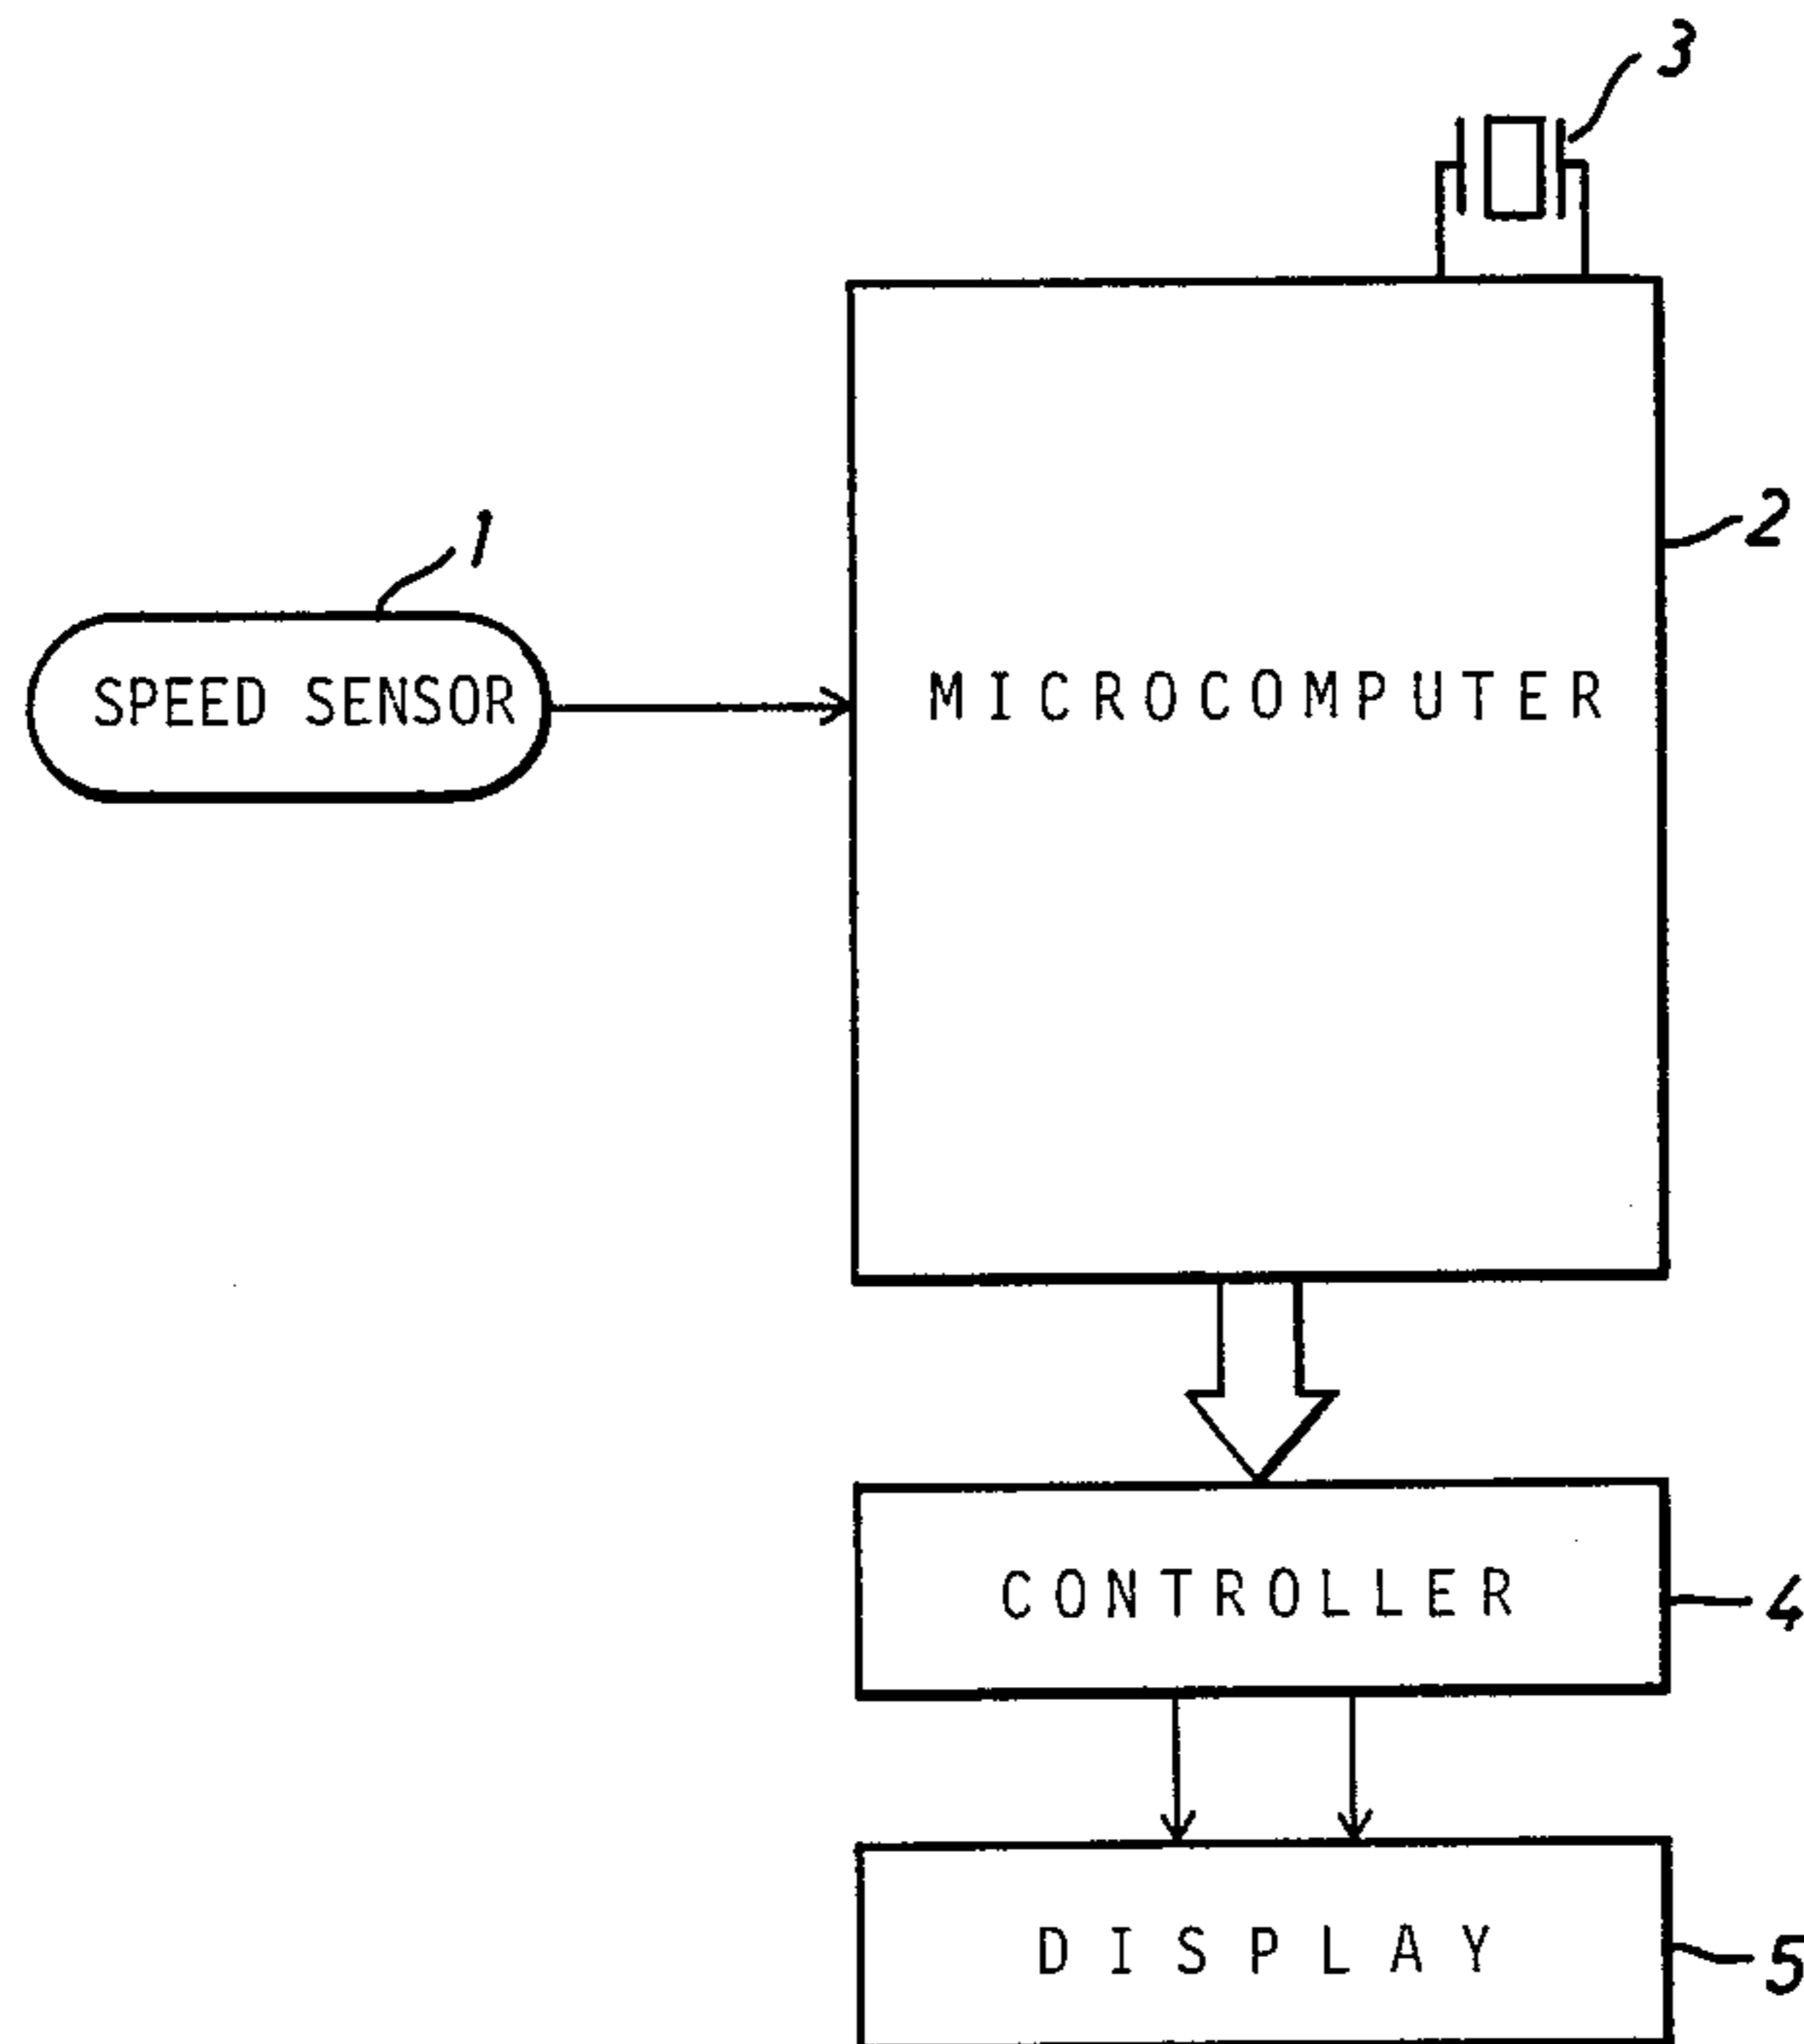 3
2
1
SPEED SENSOR
MICROCOMPUTER
4
CONTROLLER
5
DISPLAY